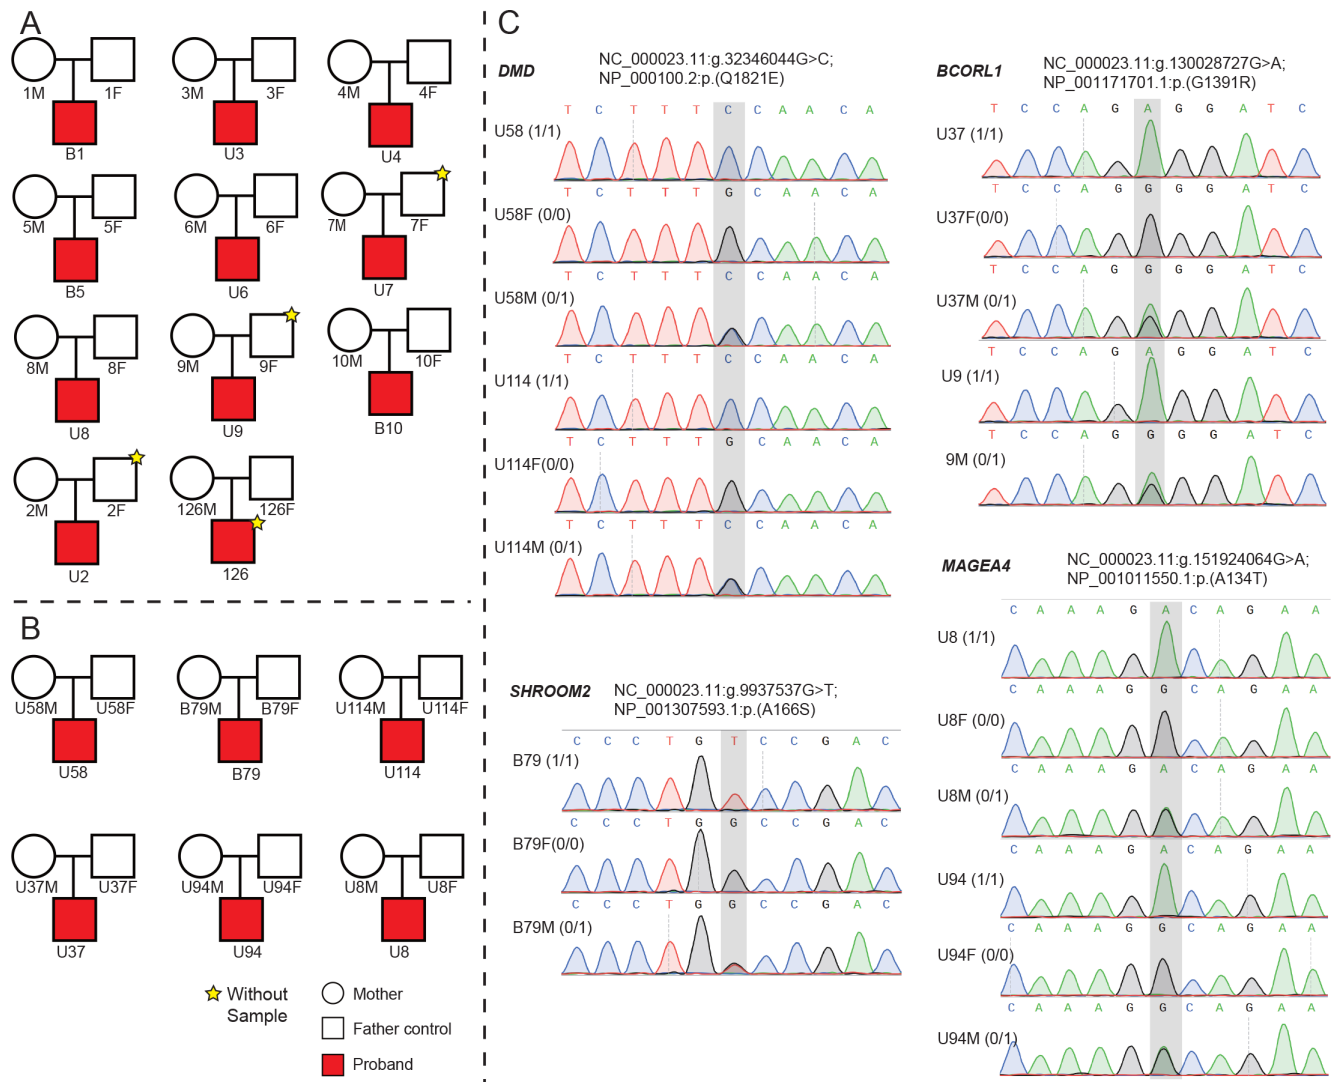 A
1M
1F
B1
3M
3F
U3
4M
4F
U4
5M
5F
B5
6M
6F
U6
7M
7F
U7
8M
8F
U8
9M
9F
U9
10M
10F
B10
2M
2F
U2
126M
126F
126
B
U58M
U58F
U58
B79M
B79F
B79
U114M
U114F
U114
U37M
U37F
U37
U94M
U94F
U94
U8M
U8F
U8
Without
Sample
Mother
Father control
Proband
C
DMD
NC_000023.11:g.32346044G>C;
NP_000100.2:p.(Q1821E)
T C T T T C C A A C A
U58 (1/1)
T C T T T G C A A C A
U58F (0/0)
T C T T T C C A A C A
U58M (0/1)
T C T T T C C A A C A
U114 (1/1)
T C T T T G C A A C A
U114F(0/0)
T C T T T C C A A C A
U114M (0/1)
SHROOM2
NC_000023.11:g.9937537G>T;
NP_001307593.1:p.(A166S)
C C C T G T C C G A C
B79 (1/1)
C C C T G G C C G A C
B79F(0/0)
C C C T G G C C G A C
B79M (0/1)
BCORL1
NC_000023.11:g.130028727G>A;
NP_001171701.1:p.(G1391R)
T C C A G A G G A T C
U37 (1/1)
T C C A G G G G A T C
U37F(0/0)
T C C A G G G G A T C
U37M (0/1)
T C C A G A G G A T C
U9 (1/1)
T C C A G G G G A T C
9M (0/1)
MAGEA4
NC_000023.11:g.151924064G>A;
NP_001011550.1:p.(A134T)
C A A A G A C A G A A
U8 (1/1)
C A A A G G C A G A A
U8F (0/0)
C A A A G A C A G A A
U8M (0/1)
C A A A G A C A G A A
U94 (1/1)
C A A A G G C A G A A
U94F (0/0)
C A A A G G C A G A A
U94M (0/1)